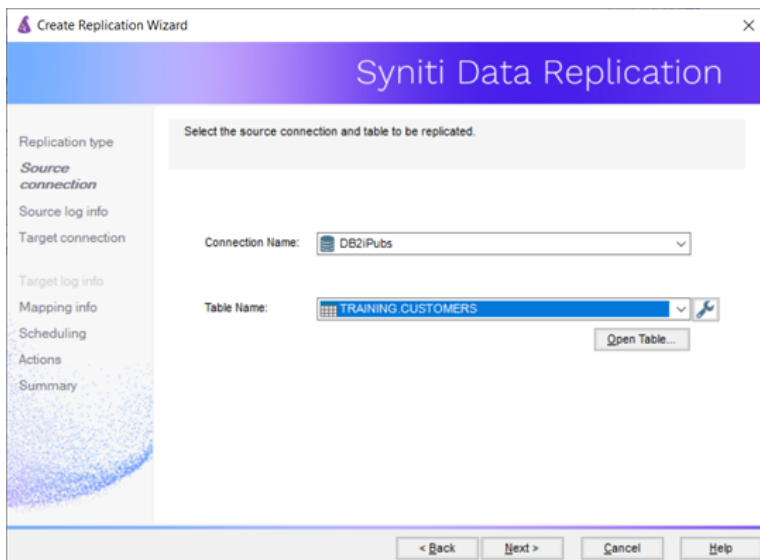 Create Replication Wizard
Syniti Data Replication
Replication type
Source
connection
Source log info
Target connection
Target log info
Mapping info
Scheduling
Actions
Summary
Select the source connection and table to be replicated.
Connection Name: DB2iPubs
Table Name: TRAINING.CUSTOMERS
Open Table...
< Back Next > Cancel Help